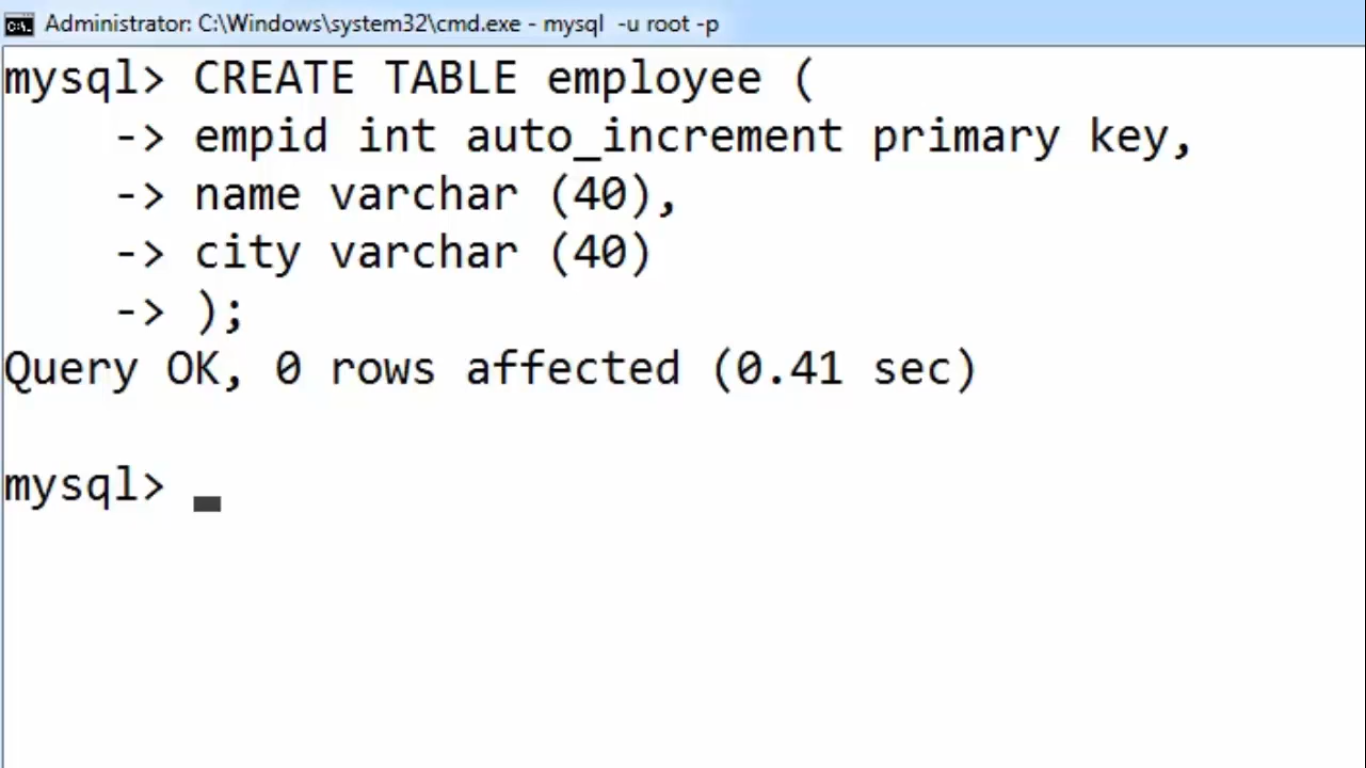 Administrator: C:\Windows\system32\cmd.exe - mysql  -u root -p
mysql> CREATE TABLE employee (
    -> empid int auto_increment primary key,
    -> name varchar (40),
    -> city varchar (40)
    -> );
Query OK, 0 rows affected (0.41 sec)
mysql>